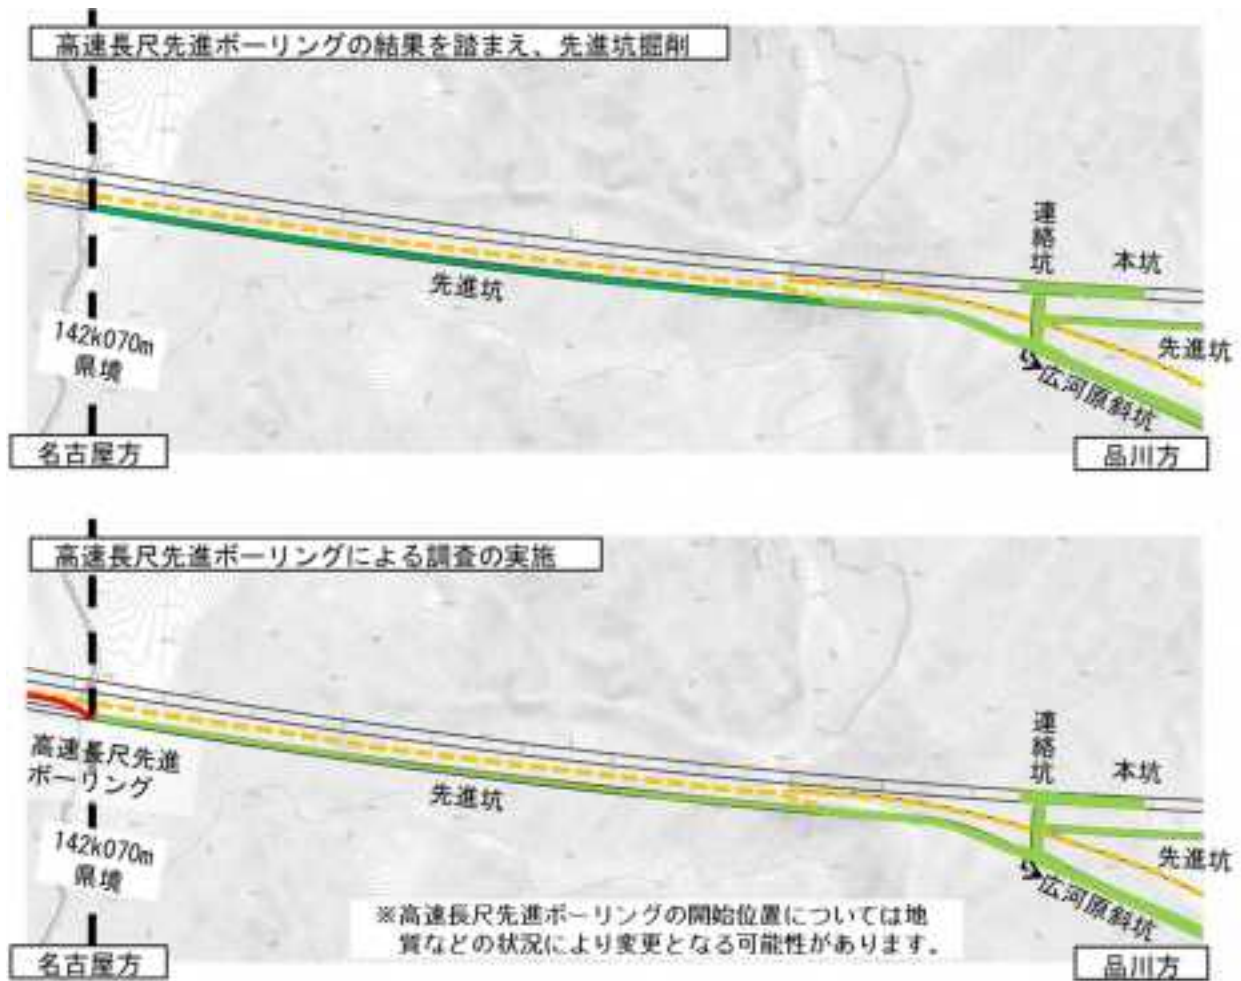 高速長尺先進ボーリングの結果を踏まえ、先進坑掘削
連絡坑
本坑
先進坑
142k070m
県境
先進坑
広河原斜坑
名古屋方
品川方
高速長尺先進ボーリングによる調査の実施
連絡坑
本坑
高速長尺先進
ボーリング
先進坑
142k070m
県境
先進坑
広河原斜坑
※高速長尺先進ボーリングの開始位置については地
質などの状況により変更となる可能性があります。
名古屋方
品川方